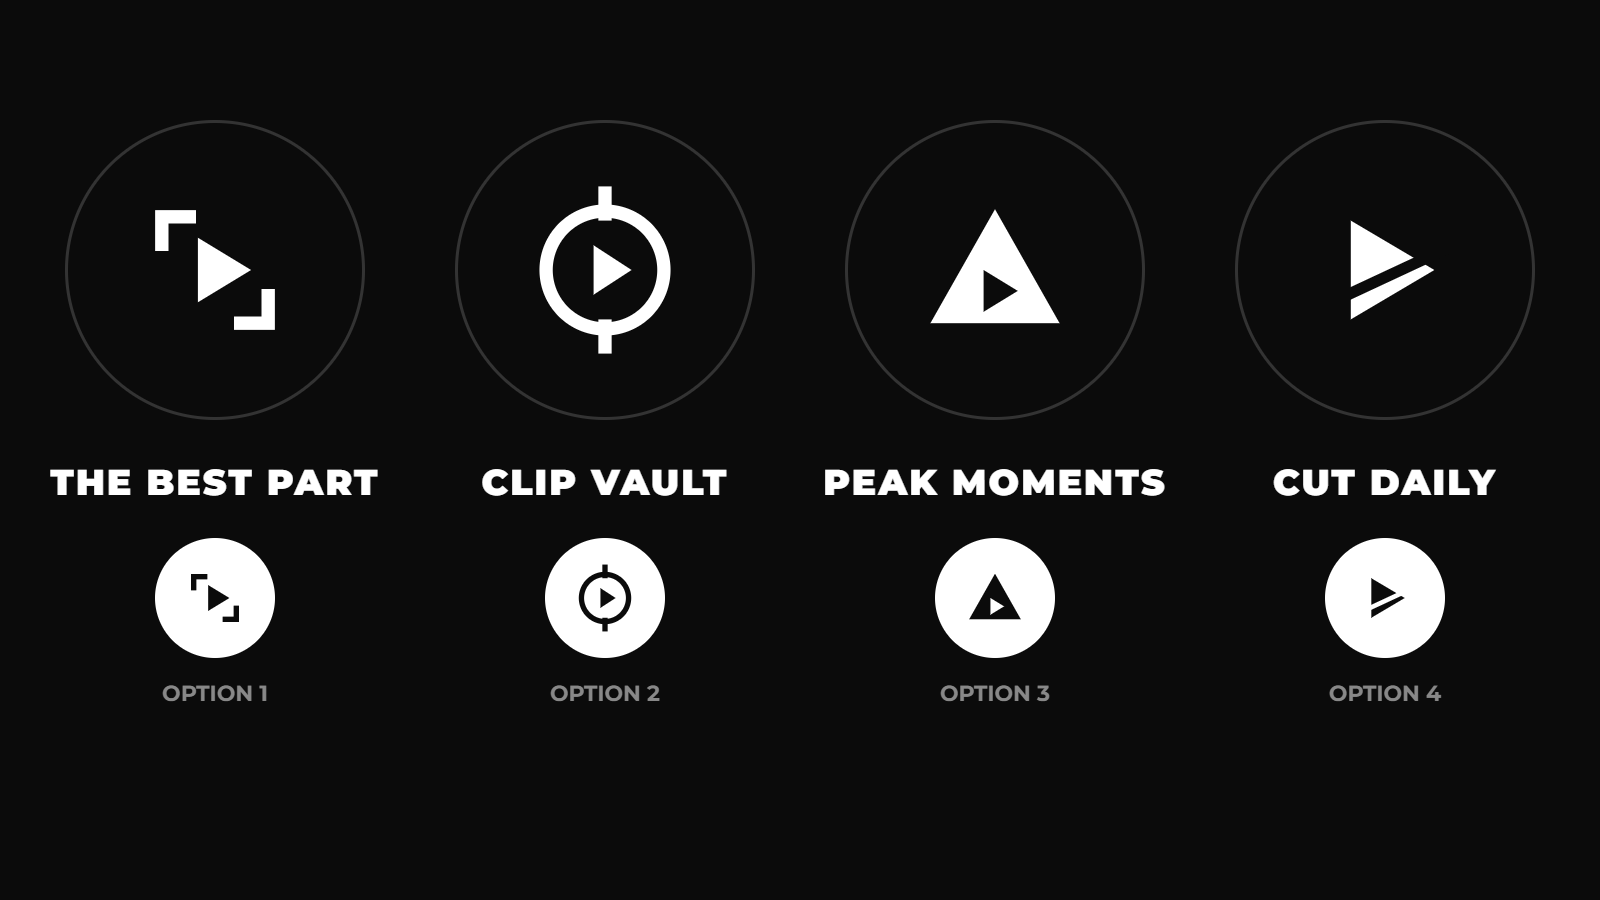 THE BEST PART
CLIP VAULT
PEAK MOMENTS
CUT DAILY
OPTION 1
OPTION 2
OPTION 3
OPTION 4